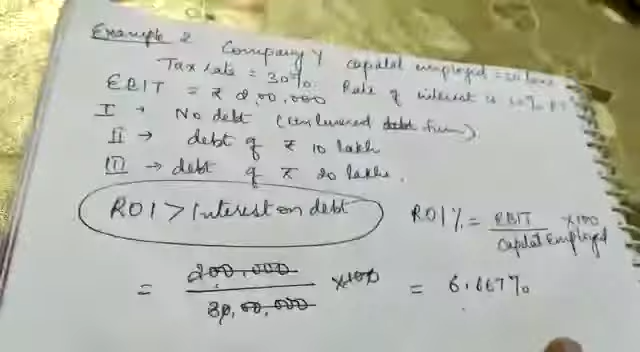 Example 2 Company Y capital employed = 30 lakhs
Tax rate = 30%. Rate of interest is 10% p.
EBIT = ₹ 2,00,000
I → No debt (unlevered debt firm)
II → debt of ₹ 10 lakh
III → debt of ₹ 20 lakhs.
ROI > Interest on debt
ROI % = EBIT / Capital Employed × 100
= 200,000 / 30,00,000 × 100 = 6.667%